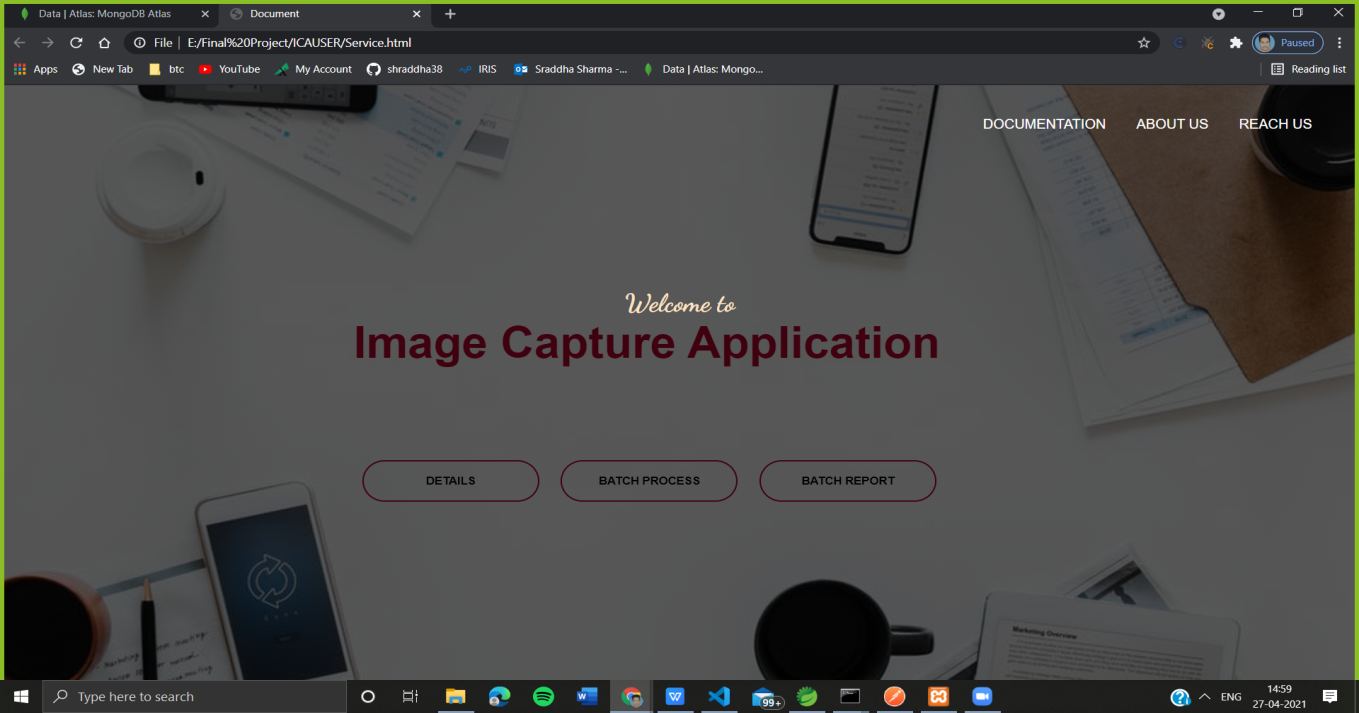 Data | Atlas: MongoDB Atlas
Document
File | E:/Final%20Project/ICAUSER/Service.html
Paused
Apps
New Tab
btc
YouTube
My Account
shraddha38
IRIS
Sraddha Sharma -...
Data | Atlas: Mongo...
Reading list
DOCUMENTATION ABOUT US REACH US
Welcome to
Image Capture Application
DETAILS
BATCH PROCESS
BATCH REPORT
Marketing Overview
Type here to search
99+
ENG
14:59
27-04-2021